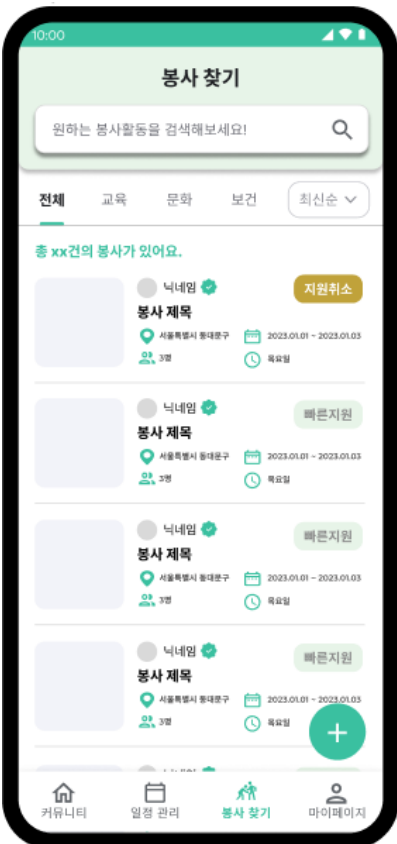 10:00
봉사 찾기
원하는 봉사활동을 검색해보세요!
전체 교육 문화 보건 최신순
총 xx건의 봉사가 있어요.
닉네임 지원취소
봉사 제목
서울특별시 동대문구 2023.01.01 ~ 2023.01.03
3명 목요일
닉네임 빠른지원
봉사 제목
서울특별시 동대문구 2023.01.01 ~ 2023.01.03
3명 목요일
닉네임 빠른지원
봉사 제목
서울특별시 동대문구 2023.01.01 ~ 2023.01.03
3명 목요일
닉네임 빠른지원
봉사 제목
서울특별시 동대문구 2023.01.01 ~ 2023.01.03
3명 목요일
커뮤니티 일정 관리 봉사 찾기 마이페이지